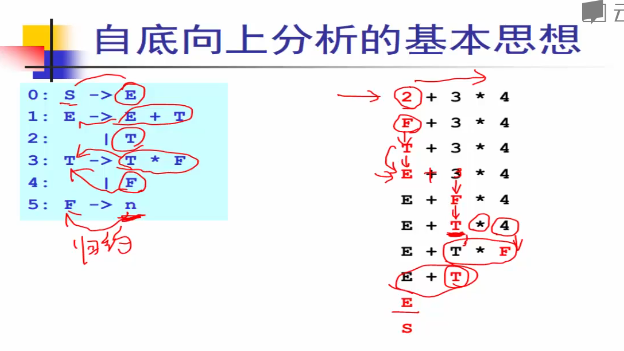 云
自底向上分析的基本思想
0: S -> E
1: E -> E + T
2: | T
3: T -> T * F
4: | F
5: F -> n
归约
2 + 3 * 4
F + 3 * 4
T + 3 * 4
E + 3 * 4
E + F * 4
E + T * 4
E + T * F
E + T
E
S